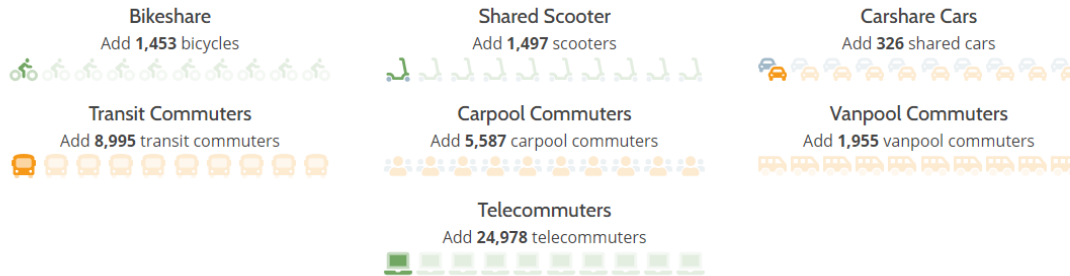 Bikeshare
Add 1,453 bicycles
Shared Scooter
Add 1,497 scooters
Carshare Cars
Add 326 shared cars
Transit Commuters
Add 8,995 transit commuters
Carpool Commuters
Add 5,587 carpool commuters
Vanpool Commuters
Add 1,955 vanpool commuters
Telecommuters
Add 24,978 telecommuters